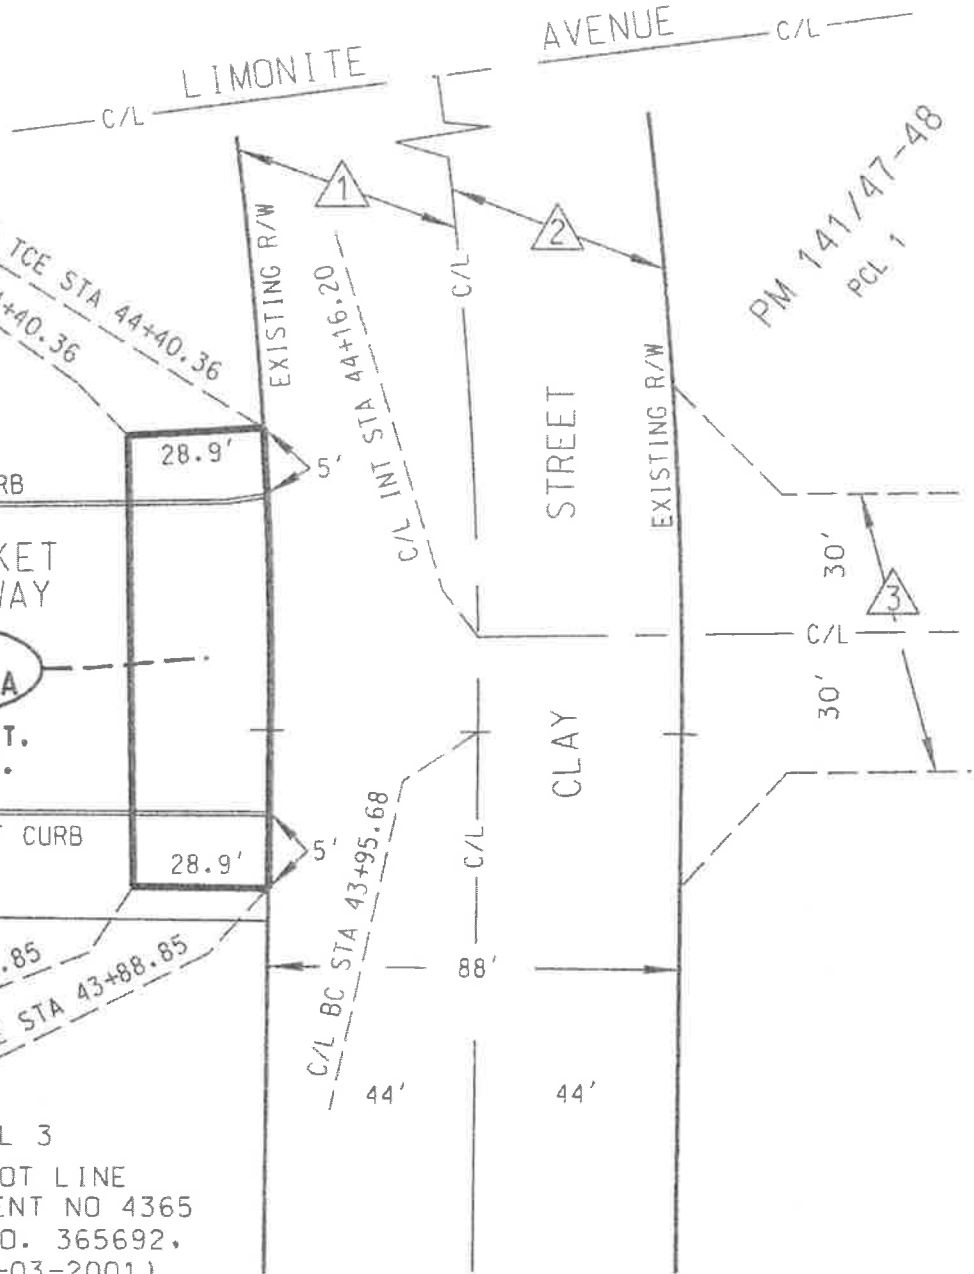 LIMONITE AVENUE
C/L
C/L
1
2
PM 141/47-48
PCL 1
TCE STA 44+40.36
+40.36
EXISTING R/W
C/L
C/L INT STA 44+16.20
28.9'
5'
STREET
EXISTING R/W
30'
3
C/L
30'
CURB
28.9'
5'
CLAY
C/L
C/L BC STA 43+95.68
88'
.85
STA 43+88.85
44'
44'
L 3
OT LINE
ENT NO 4365
O. 365692.
-03-2001)
RB
KET
WAY
A
T.